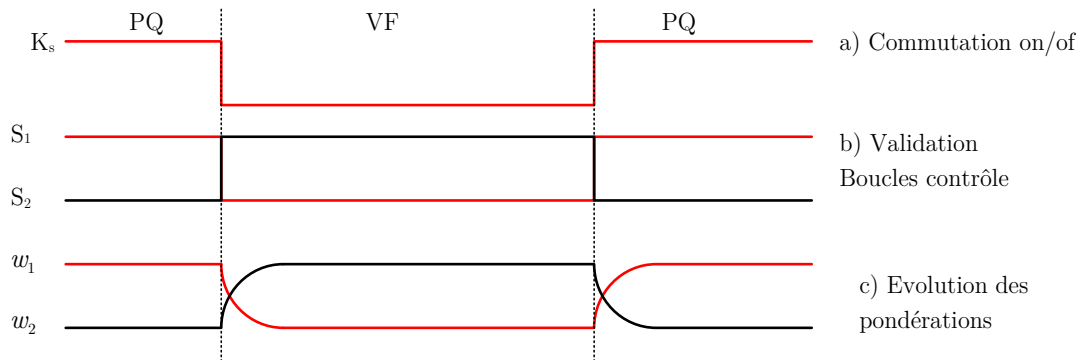 PQ VF PQ
Kₛ
a) Commutation on/of
S₁
b) Validation
Boucles contrôle
S₂
w₁
c) Evolution des
pondérations
w₂